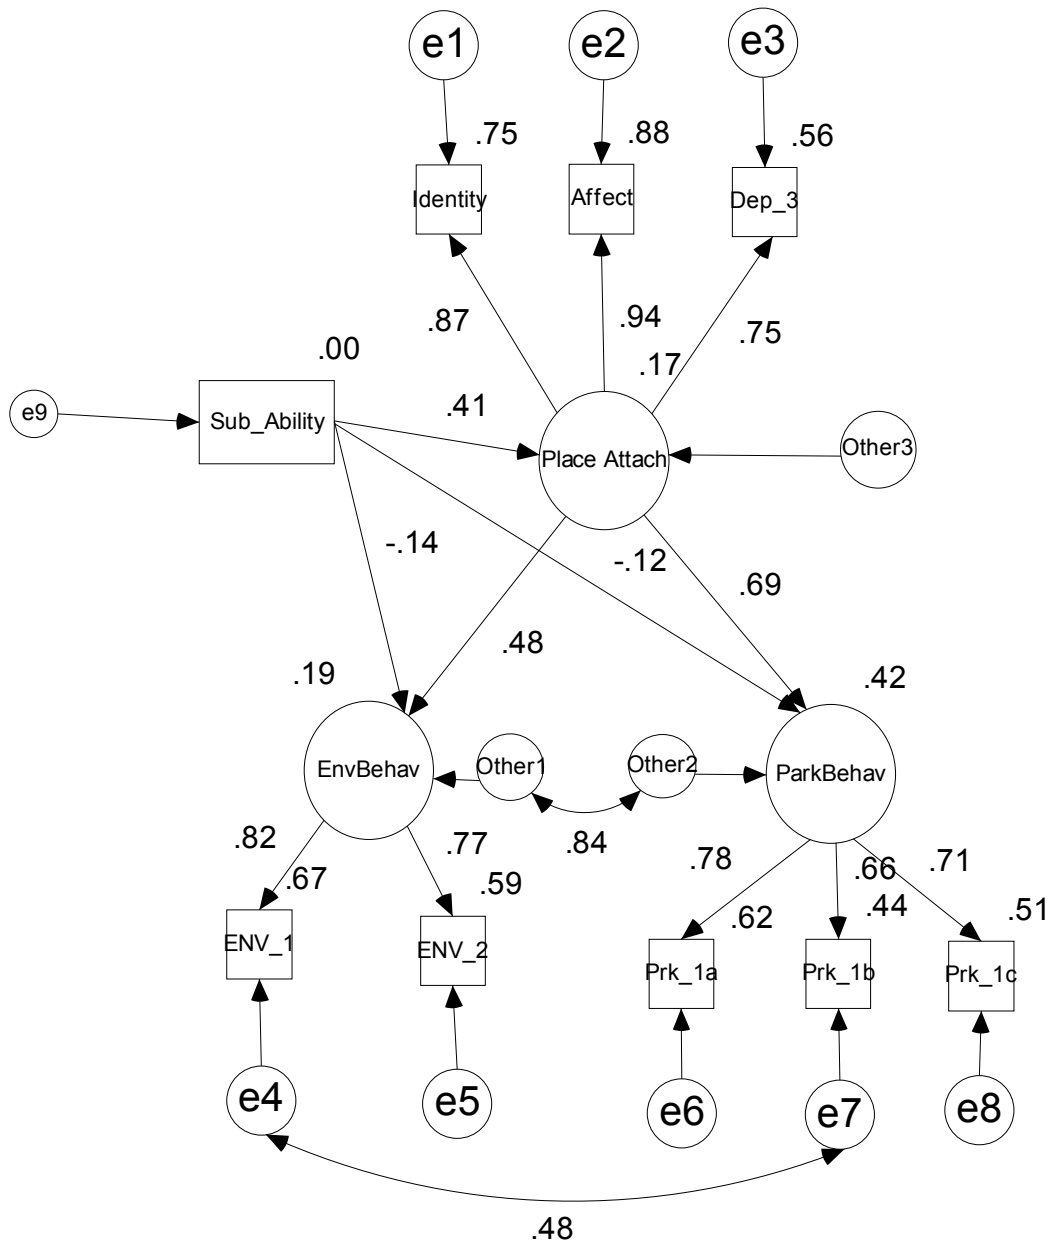 e1
e2
e3
.75
.88
.56
Identity
Affect
Dep_3
.87
.94
.75
.00
.17
e9
Sub_Ability
.41
Place Attach
Other3
-.14
-.12
.69
.48
.19
.42
EnvBehav
Other1
Other2
ParkBehav
.84
.82
.77
.78
.66
.71
.67
.59
.62
.44
.51
ENV_1
ENV_2
Prk_1a
Prk_1b
Prk_1c
e4
e5
e6
e7
e8
.48